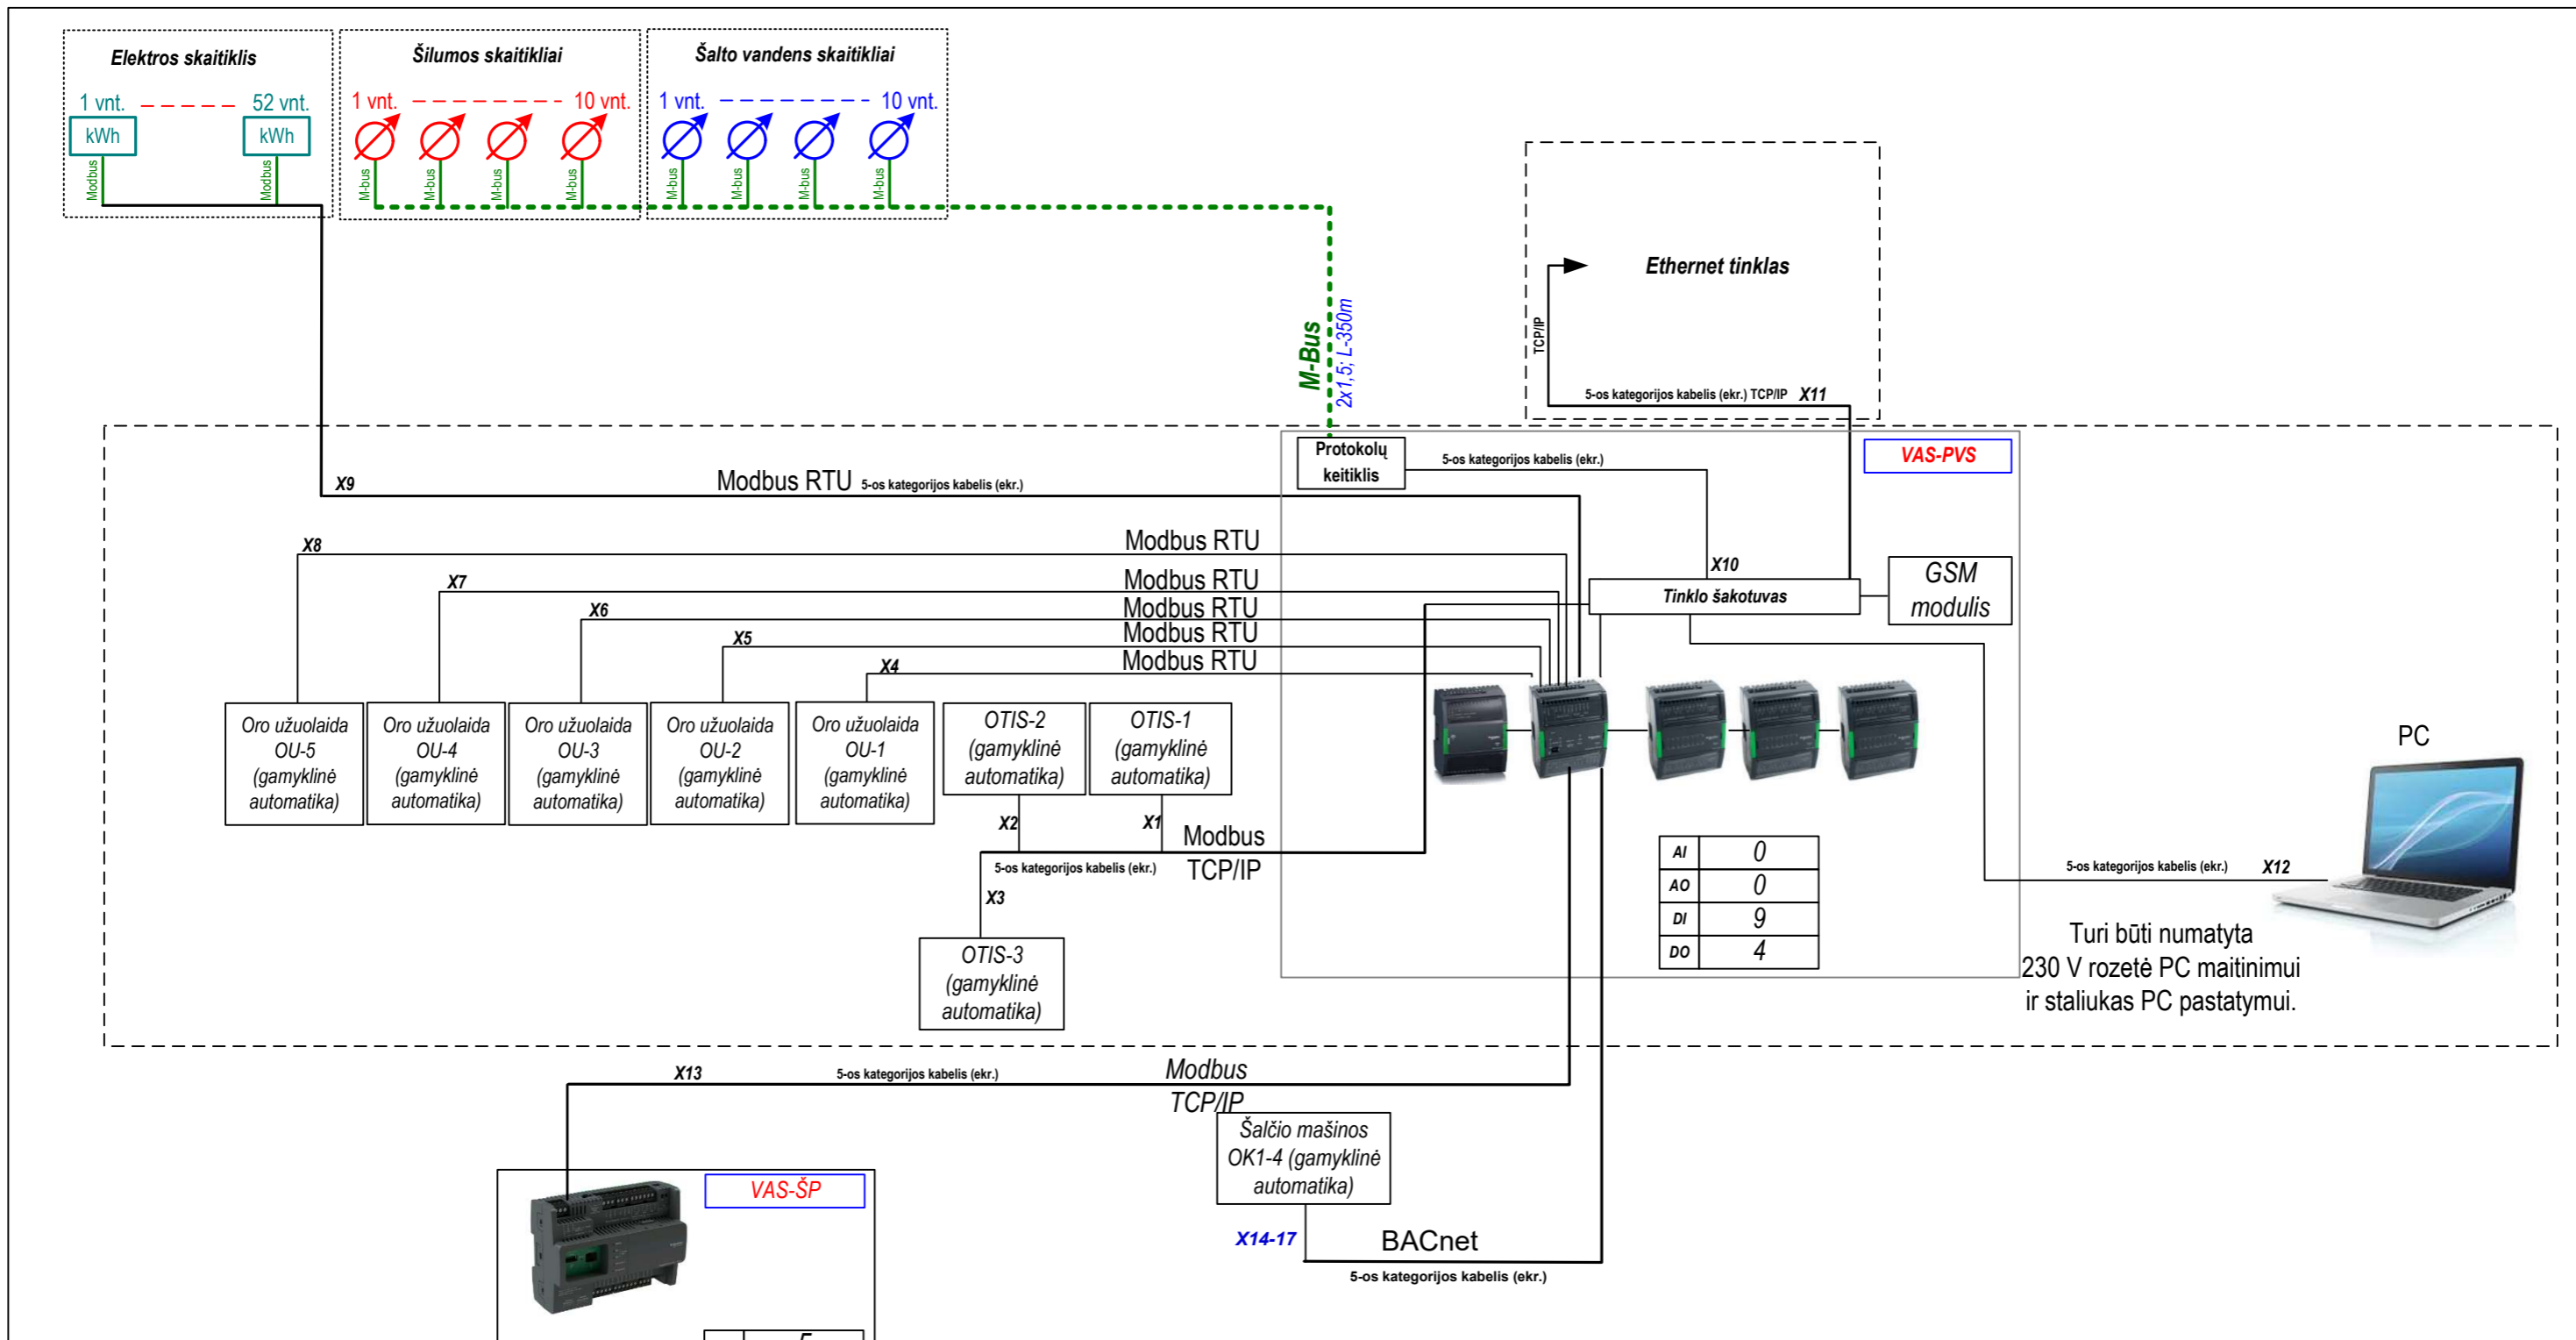 Elektros skaitiklis
1 vnt.
52 vnt.
kWh
kWh
Modbus
Modbus
Šilumos skaitikliai
1 vnt.
10 vnt.
M-bus
M-bus
M-bus
M-bus
Šalto vandens skaitikliai
1 vnt.
10 vnt.
M-bus
M-bus
M-bus
M-bus
M-Bus
2x1,5; L-350m
Ethernet tinklas
TCP/IP
5-os kategorijos kabelis (ekr.) TCP/IP X11
Protokolų
keitiklis
5-os kategorijos kabelis (ekr.)
VAS-PVS
X9
Modbus RTU 5-os kategorijos kabelis (ekr.)
X8
Modbus RTU
X7
Modbus RTU
X6
Modbus RTU
X5
Modbus RTU
X4
Modbus RTU
X10
Tinklo šakotuvas
GSM
modulis
Oro užuolaida
OU-5
(gamyklinė
automatika)
Oro užuolaida
OU-4
(gamyklinė
automatika)
Oro užuolaida
OU-3
(gamyklinė
automatika)
Oro užuolaida
OU-2
(gamyklinė
automatika)
Oro užuolaida
OU-1
(gamyklinė
automatika)
OTIS-2
(gamyklinė
automatika)
OTIS-1
(gamyklinė
automatika)
X2
X1
Modbus
TCP/IP
5-os kategorijos kabelis (ekr.)
X3
OTIS-3
(gamyklinė
automatika)
AI 0
AO 0
DI 9
DO 4
PC
5-os kategorijos kabelis (ekr.) X12
Turi būti numatyta
230 V rozetė PC maitinimui
ir staliukas PC pastatymui.
X13
5-os kategorijos kabelis (ekr.)
Modbus
TCP/IP
Šalčio mašinos
OK1-4 (gamyklinė
automatika)
X14-17
BACnet
5-os kategorijos kabelis (ekr.)
VAS-ŠP